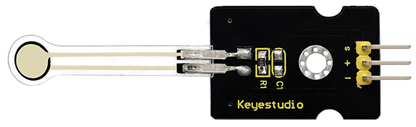 R1
C1
S
+
-
Keyestudio